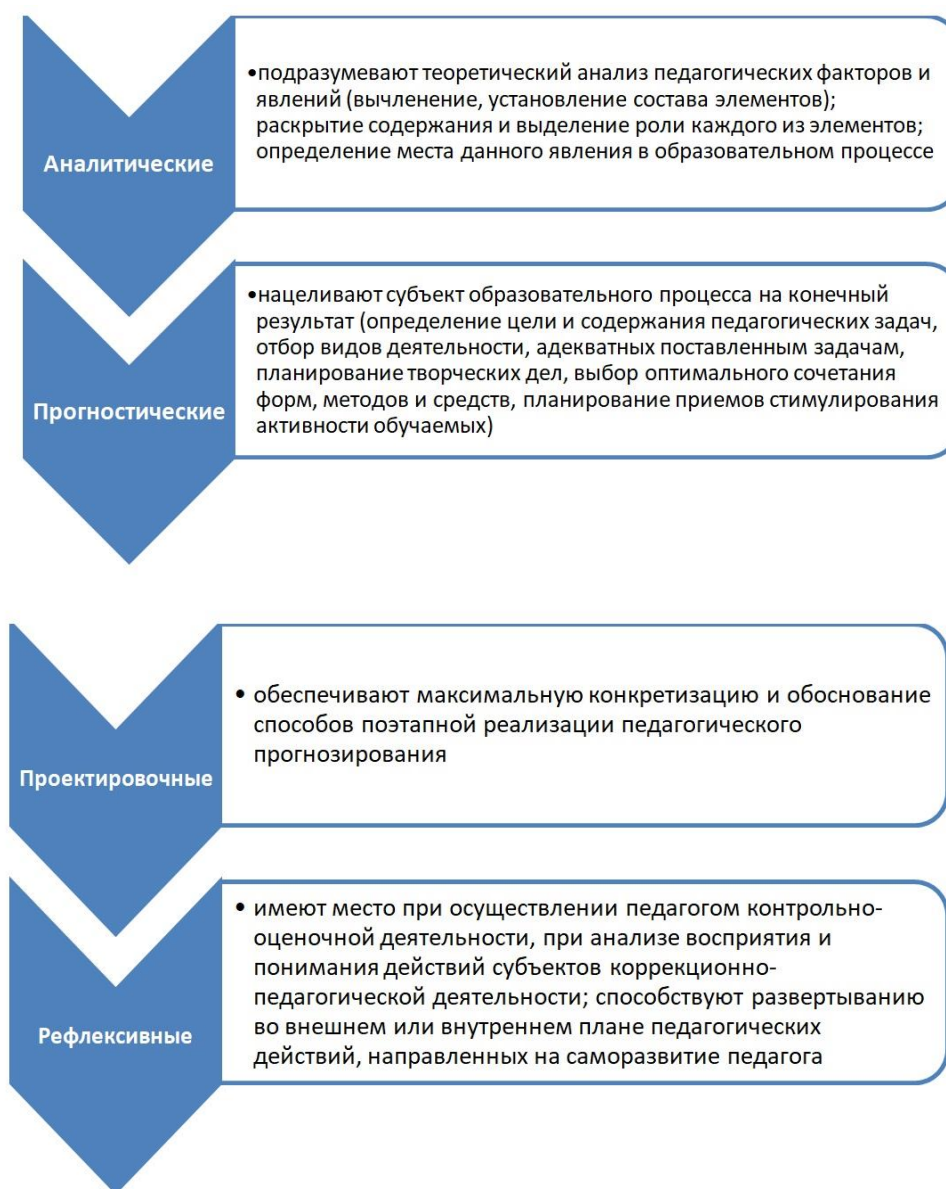 Аналитические
•подразумевают теоретический анализ педагогических факторов и
явлений (вычленение, установление состава элементов);
раскрытие содержания и выделение роли каждого из элементов;
определение места данного явления в образовательном процессе
Прогностические
•нацеливают субъект образовательного процесса на конечный
результат (определение цели и содержания педагогических задач,
отбор видов деятельности, адекватных поставленным задачам,
планирование творческих дел, выбор оптимального сочетания
форм, методов и средств, планирование приемов стимулирования
активности обучаемых)
Проектировочные
• обеспечивают максимальную конкретизацию и обоснование
способов поэтапной реализации педагогического
прогнозирования
Рефлексивные
• имеют место при осуществлении педагогом контрольно-
оценочной деятельности, при анализе восприятия и
понимания действий субъектов коррекционно-
педагогической деятельности; способствуют развертыванию
во внешнем или внутреннем плане педагогических
действий, направленных на саморазвитие педагога